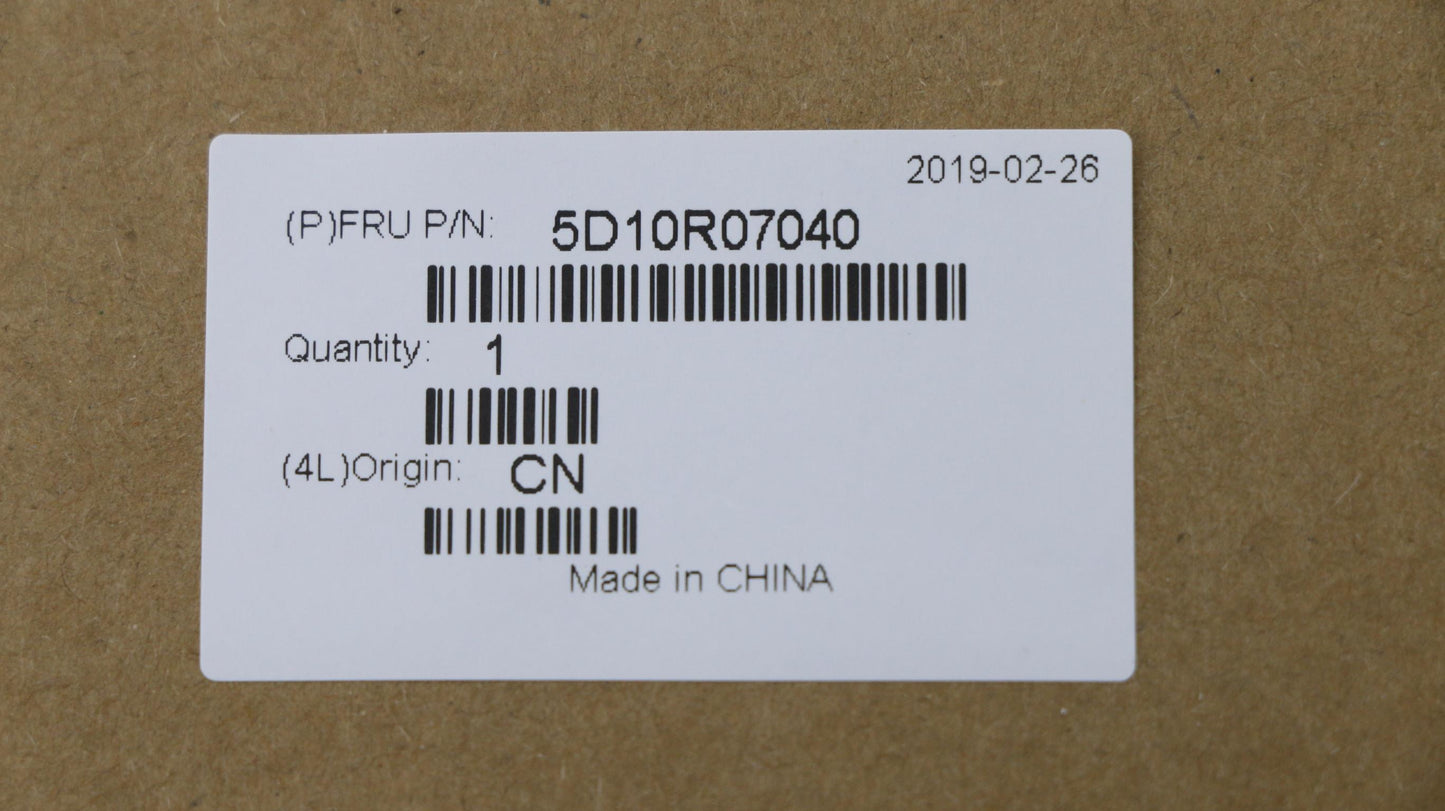 2019-02-26
(P)FRU P/N: 5D10R07040
Quantity: 1
(4L)Origin: CN
Made in CHINA